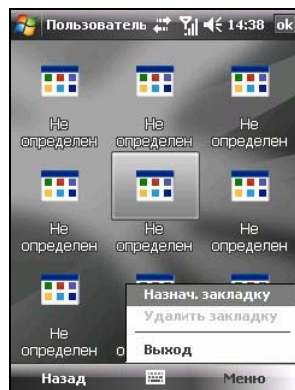 Пользователь 14:38 ok
Не Не Не
определен определен определен
Не Не Не
определен определен определен
Назнач. закладку
Удалить закладку
Не
определен о Выход
Назад Меню